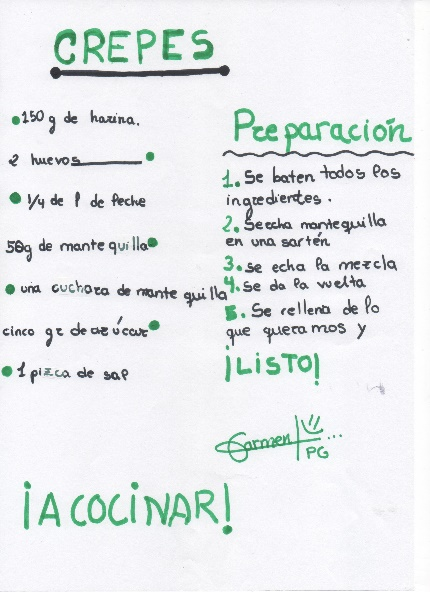 CREPES
150 g de harina.
2 huevos
1/4 de l de leche
50g de mantequilla
una cuchara de mantequilla
cinco gr de azúcar
1 pizca de sal
Preparación
1. Se baten todos los
ingredientes.
2. Se echa mantequilla
en una sartén
3. se echa la mezcla
4. Se da la vuelta
5. Se rellena de lo
que queramos y
¡LISTO!
Carmen
PG
¡A COCINAR!